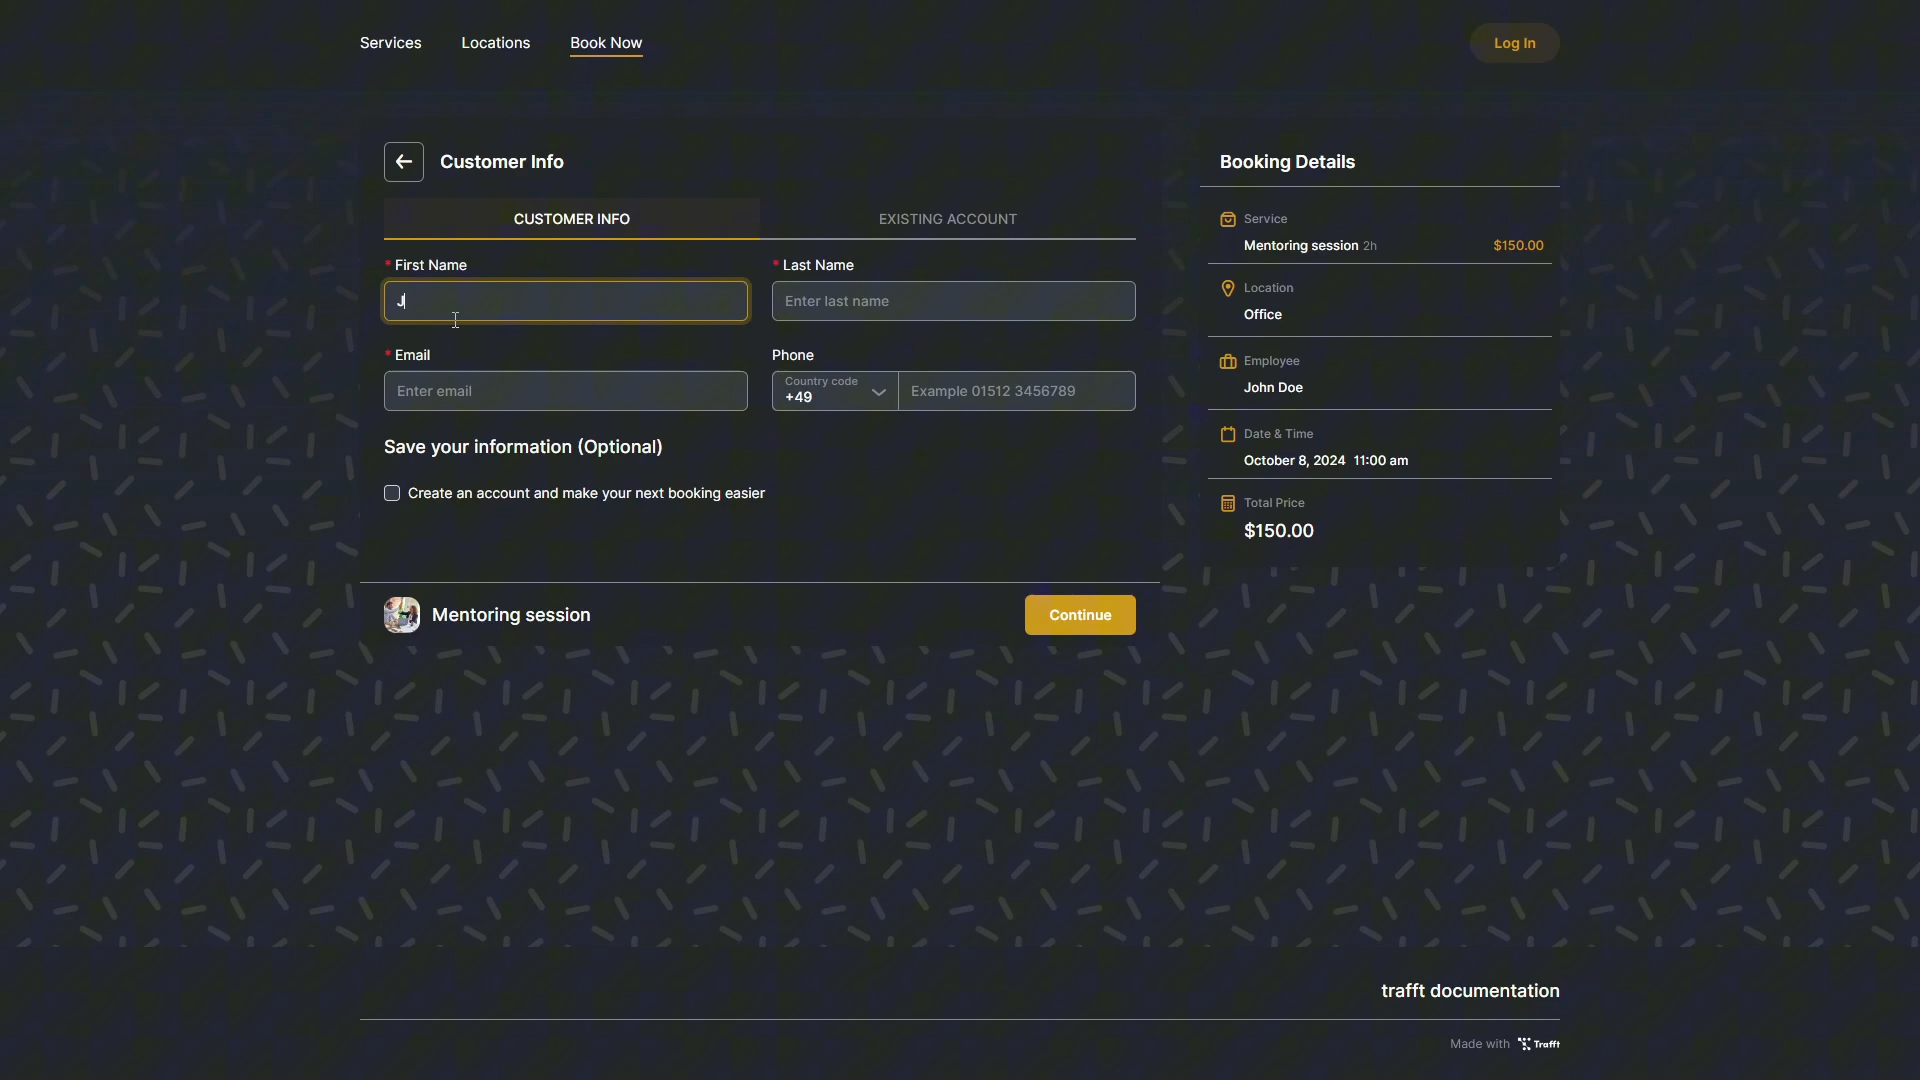 Services
Locations
Book Now
Log In
Customer Info
CUSTOMER INFO
EXISTING ACCOUNT
* First Name
* Last Name
J
Enter last name
* Email
Phone
Enter email
Country code
+49
Example 01512 3456789
Save your information (Optional)
Create an account and make your next booking easier
Mentoring session
Continue
Booking Details
Service
Mentoring session 2h $150.00
Location
Office
Employee
John Doe
Date & Time
October 8, 2024 11:00 am
Total Price
$150.00
trafft documentation
Made with Trafft